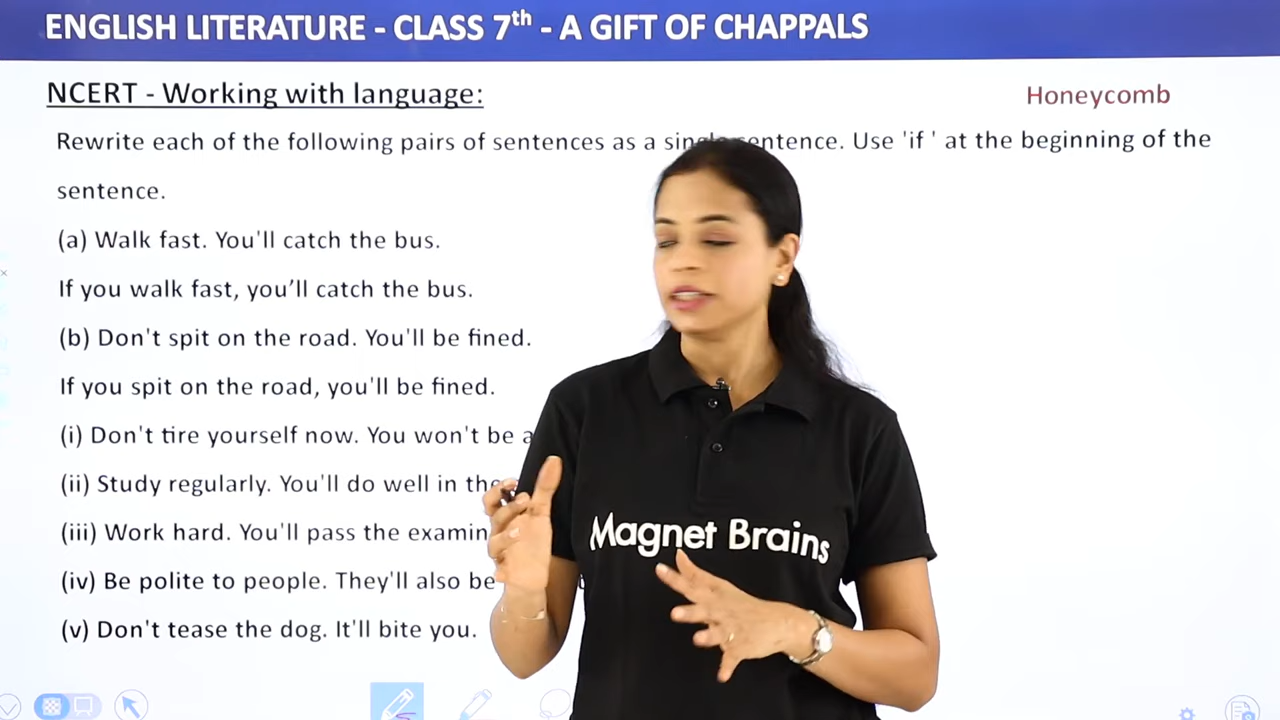 ENGLISH LITERATURE - CLASS 7th - A GIFT OF CHAPPALS
NCERT - Working with language:
Honeycomb
Rewrite each of the following pairs of sentences as a single sentence. Use 'if ' at the beginning of the
sentence.
(a) Walk fast. You'll catch the bus.
If you walk fast, you’ll catch the bus.
(b) Don't spit on the road. You'll be fined.
If you spit on the road, you'll be fined.
(i) Don't tire yourself now. You won't be
(ii) Study regularly. You'll do well in
(iii) Work hard. You'll pass the
(iv) Be polite to people. They'll also be
(v) Don't tease the dog. It'll bite you.
Magnet Brains